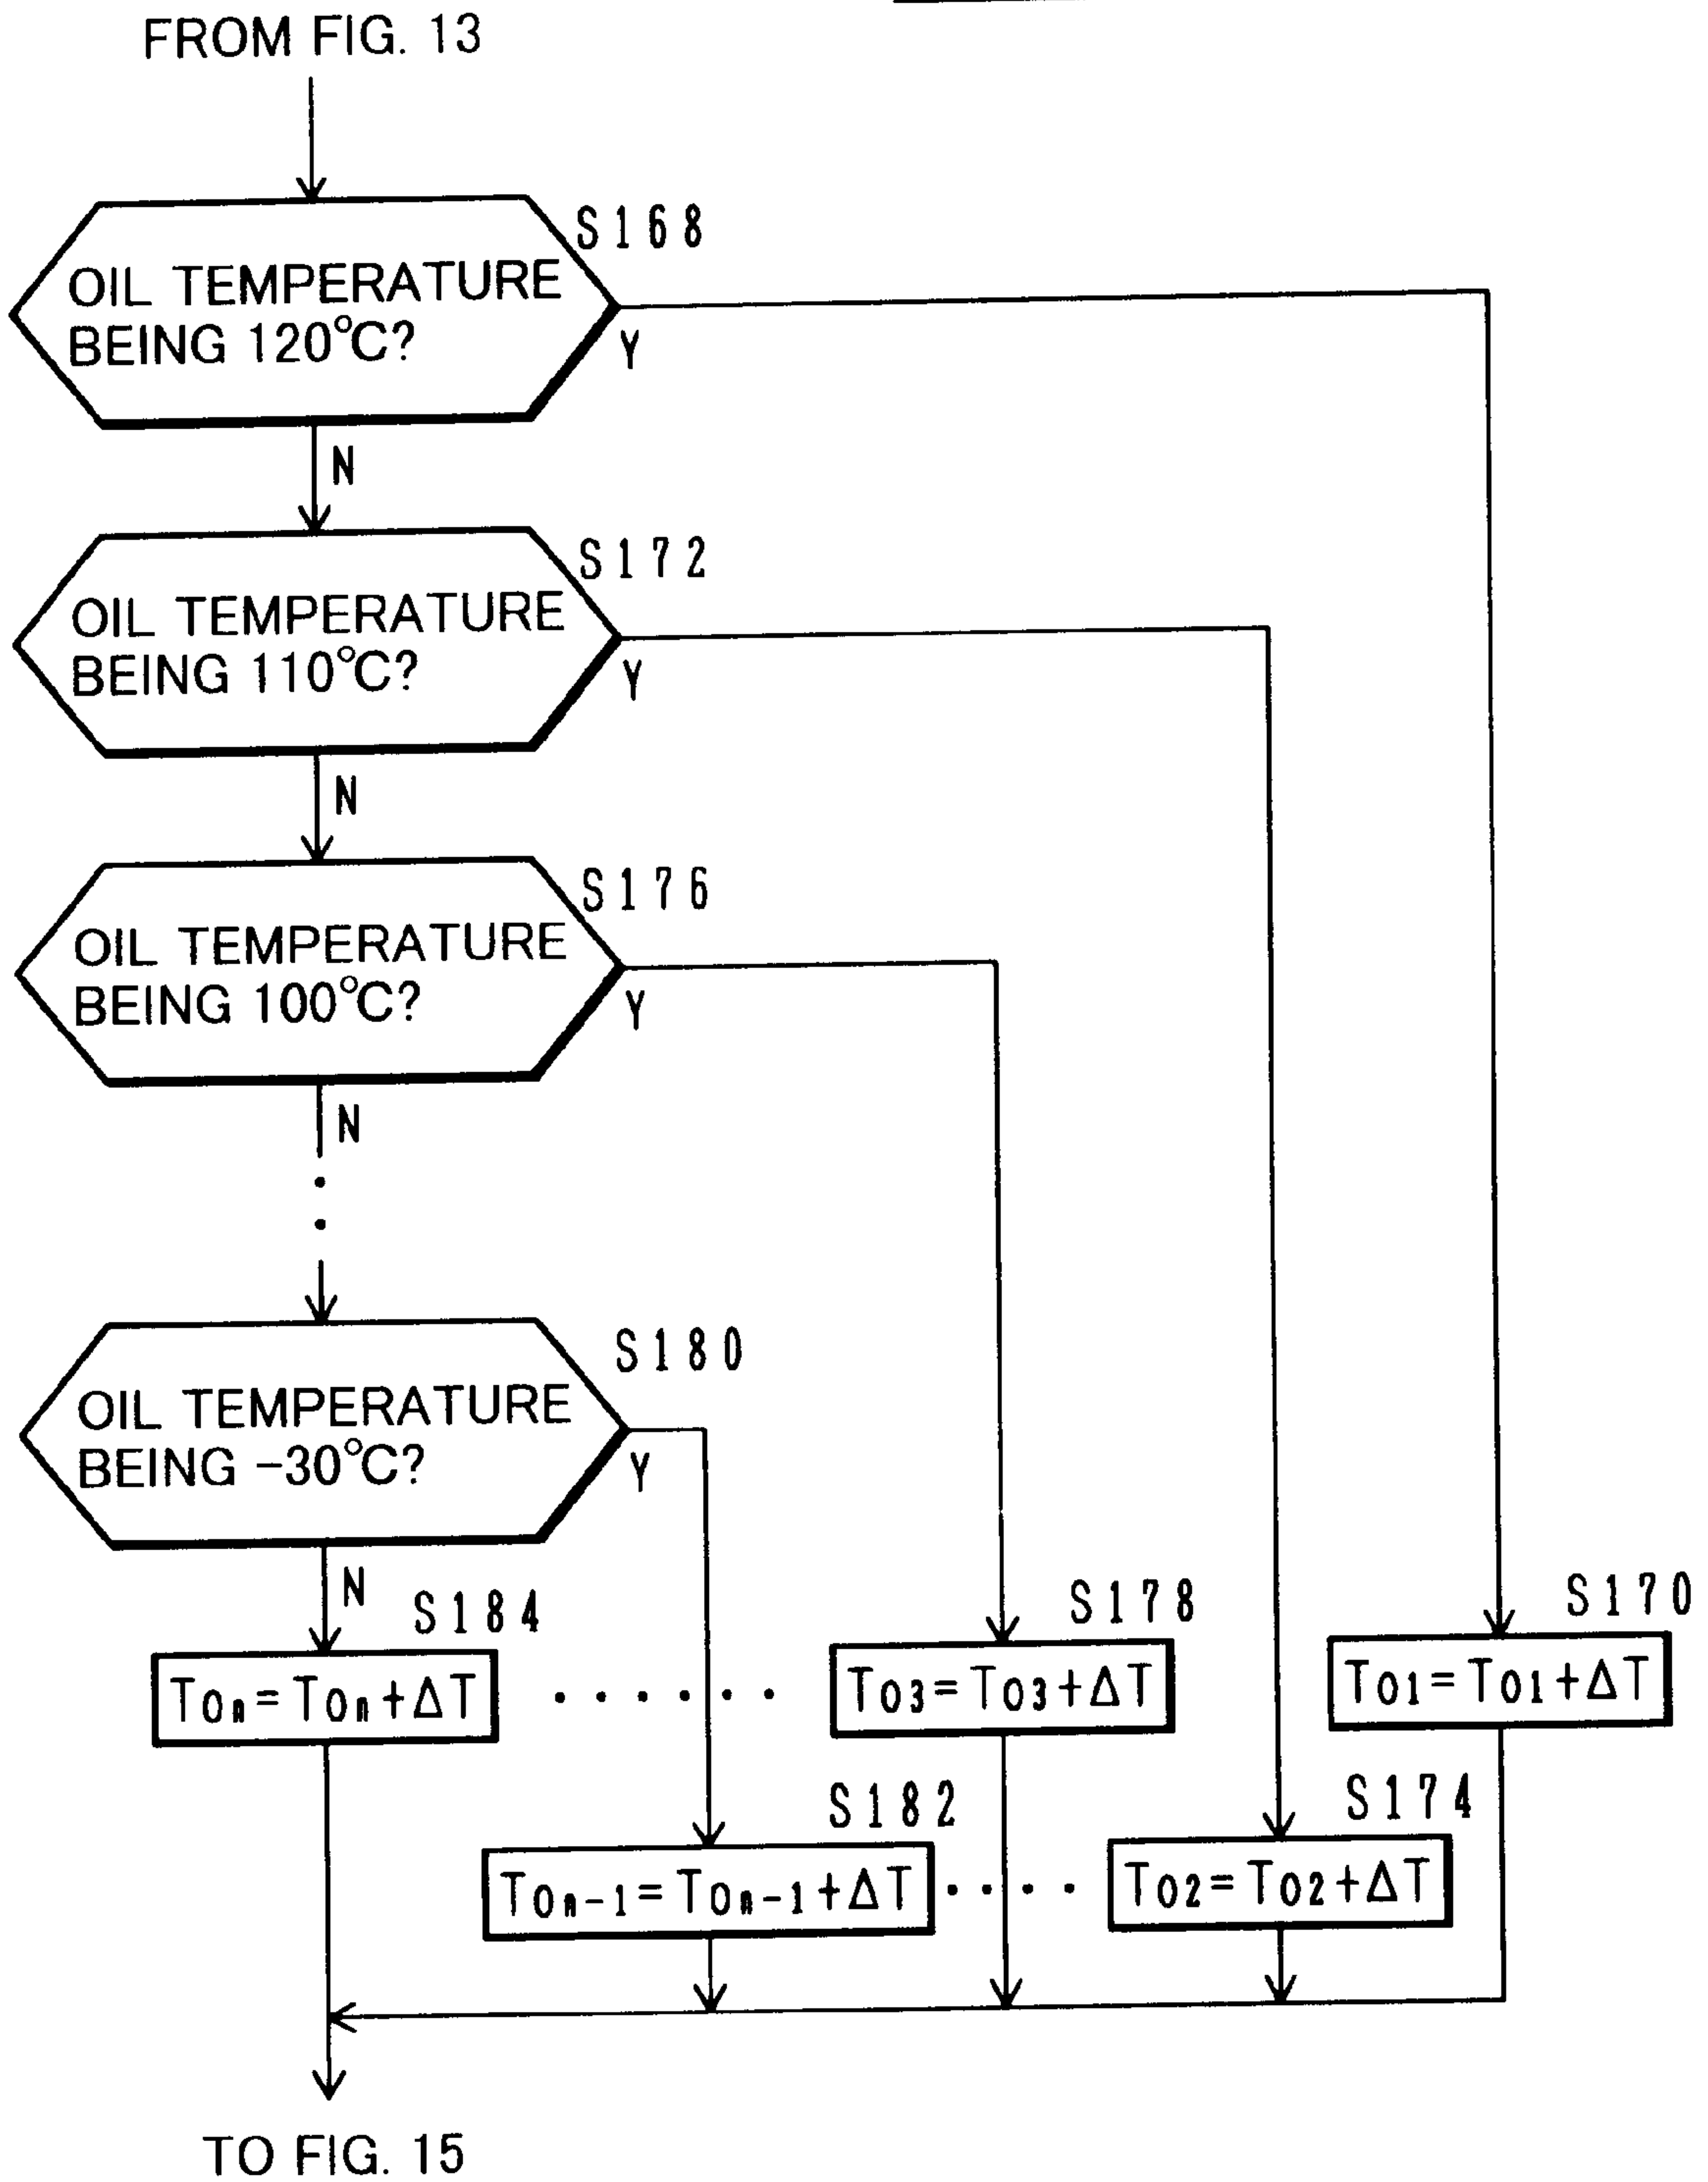 FROM FIG. 13
S168
OIL TEMPERATURE
BEING 120°C?
Y
N
S172
OIL TEMPERATURE
BEING 110°C?
Y
N
S176
OIL TEMPERATURE
BEING 100°C?
Y
N
S180
OIL TEMPERATURE
BEING -30°C?
Y
N
S184
S178
S170
TOn=TOn+ΔT
TO3=TO3+ΔT
TO1=TO1+ΔT
S182
S174
TOn-1=TOn-1+ΔT
TO2=TO2+ΔT
TO FIG. 15